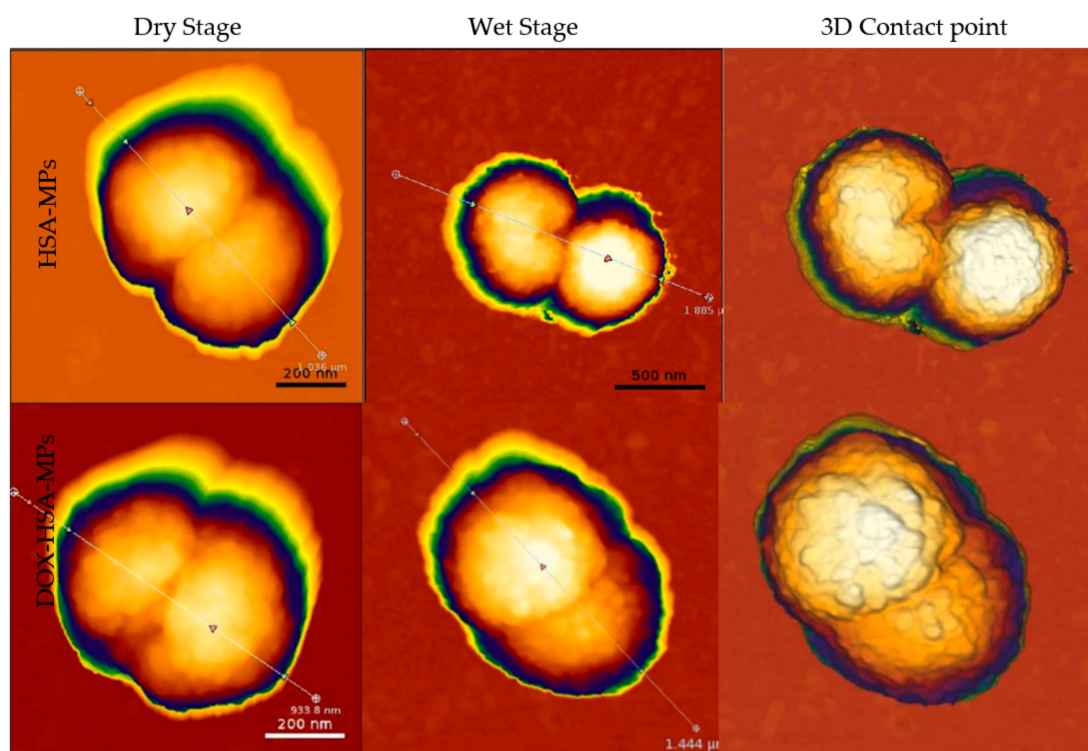 Dry Stage
Wet Stage
3D Contact point
HSA-MPs
1.036 µm
200 nm
1.885 µ
500 nm
DOX-HSA-MPs
933.8 nm
200 nm
1.444 µ